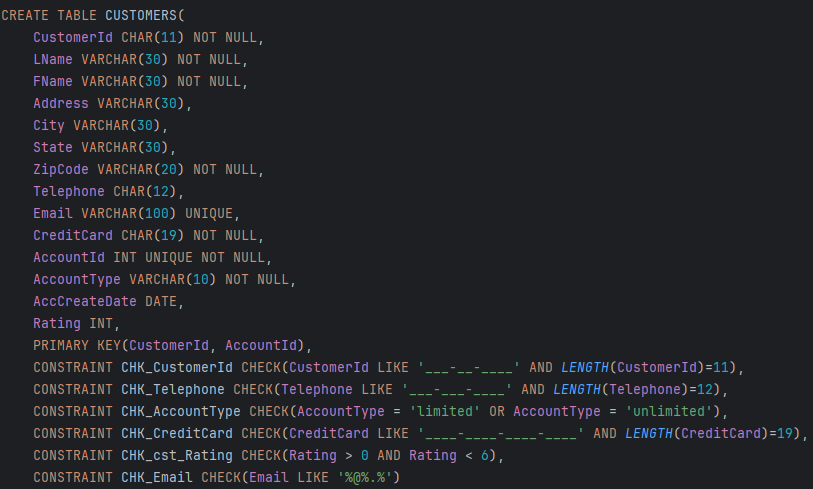 CREATE TABLE CUSTOMERS(
    CustomerId CHAR(11) NOT NULL,
    LName VARCHAR(30) NOT NULL,
    FName VARCHAR(30) NOT NULL,
    Address VARCHAR(30),
    City VARCHAR(30),
    State VARCHAR(30),
    ZipCode VARCHAR(20) NOT NULL,
    Telephone CHAR(12),
    Email VARCHAR(100) UNIQUE,
    CreditCard CHAR(19) NOT NULL,
    AccountId INT UNIQUE NOT NULL,
    AccountType VARCHAR(10) NOT NULL,
    AccCreateDate DATE,
    Rating INT,
    PRIMARY KEY(CustomerId, AccountId),
    CONSTRAINT CHK_CustomerId CHECK(CustomerId LIKE '___-__-____' AND LENGTH(CustomerId)=11),
    CONSTRAINT CHK_Telephone CHECK(Telephone LIKE '___-___-____' AND LENGTH(Telephone)=12),
    CONSTRAINT CHK_AccountType CHECK(AccountType = 'limited' OR AccountType = 'unlimited'),
    CONSTRAINT CHK_CreditCard CHECK(CreditCard LIKE '____-____-____-____' AND LENGTH(CreditCard)=19),
    CONSTRAINT CHK_cst_Rating CHECK(Rating > 0 AND Rating < 6),
    CONSTRAINT CHK_Email CHECK(Email LIKE '%@%.%')